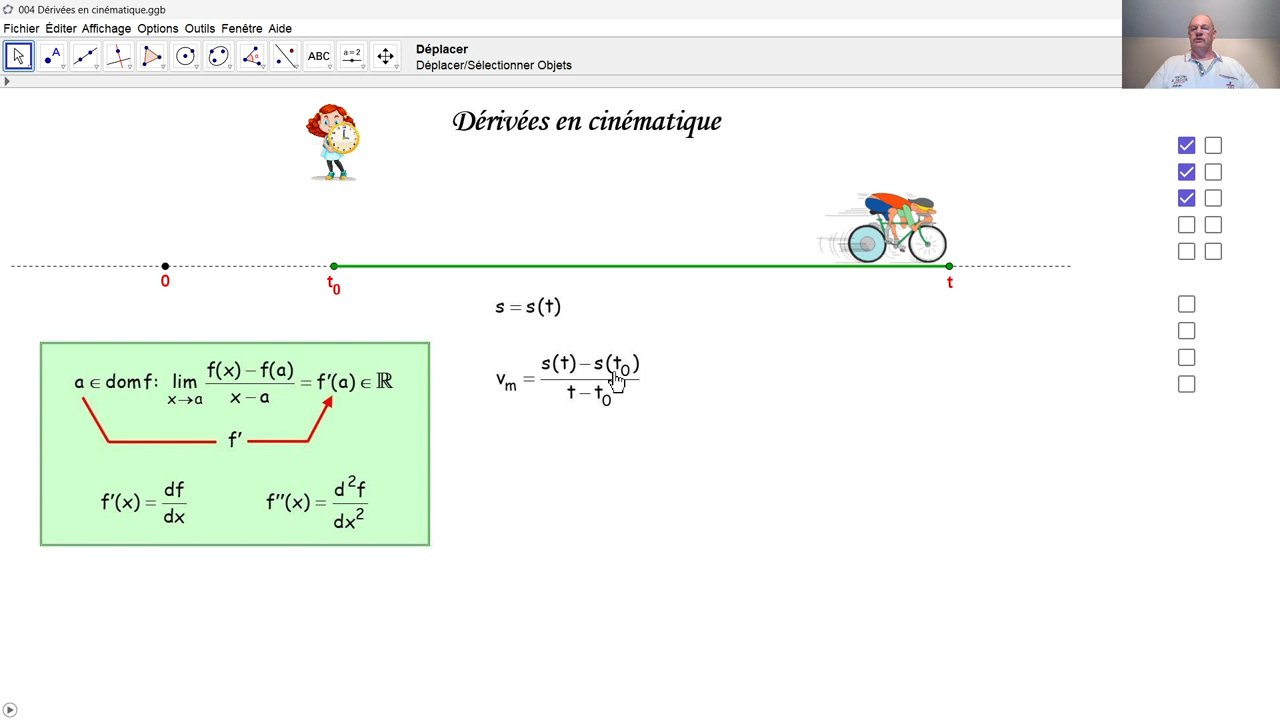 004 Dérivées en cinématique.ggb
Fichier Éditer Affichage Options Outils Fenêtre Aide
A
ABC
a=2
Déplacer
Déplacer/Sélectionner Objets
Dérivées en cinématique
0
t₀
t
s = s(t)
a ∈ dom f: lim x→a (f(x) – f(a))/(x – a) = f'(a) ∈ ℝ
f'
f'(x) = df/dx f''(x) = d²f/dx²
vₘ = (s(t) – s(t₀))/(t – t₀)